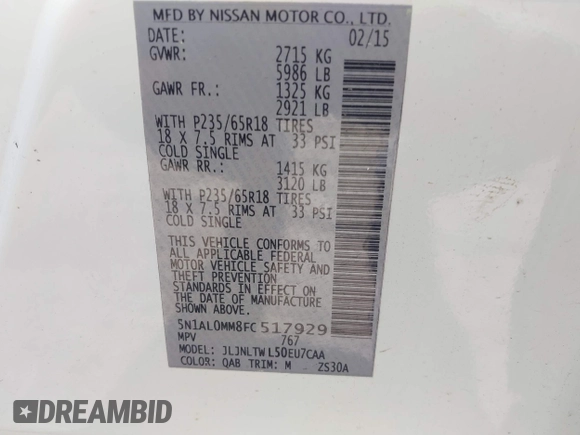 MFD BY NISSAN MOTOR CO., LTD.
DATE: 02/15
GVWR: 2715 KG
5986 LB
GAWR FR.: 1325 KG
2921 LB
WITH P235/65R18 TIRES
18 X 7.5 RIMS AT 33 PSI
COLD SINGLE
GAWR RR.: 1415 KG
3120 LB
WITH P235/65R18 TIRES
18 X 7.5 RIMS AT 33 PSI
COLD SINGLE
THIS VEHICLE CONFORMS TO
ALL APPLICABLE FEDERAL
MOTOR VEHICLE SAFETY AND
THEFT PREVENTION
STANDARDS IN EFFECT ON
THE DATE OF MANUFACTURE
SHOWN ABOVE.
5N1AL0MM8FC517929
MPV 767
MODEL: JLJNLTW L50EU7CAA
COLOR: QAB TRIM: M ZS30A
DREAMBID